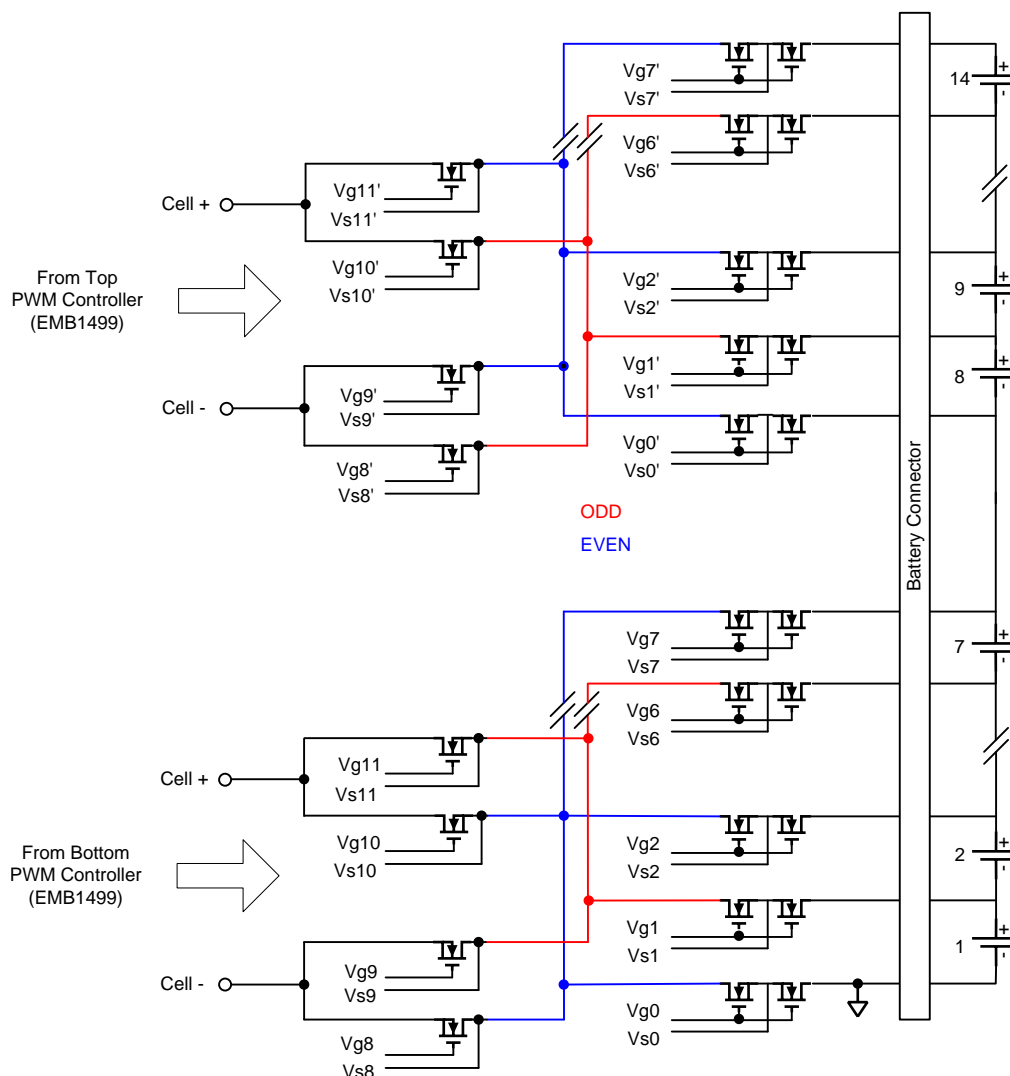 Vg7'
Vs7'
14
+
-
Vg6'
Vs6'
Cell +
Vg11'
Vs11'
Vg10'
Vs10'
From Top
PWM Controller
(EMB1499)
Vg2'
Vs2'
9
+
-
Vg1'
Vs1'
8
+
-
Cell -
Vg9'
Vs9'
Vg8'
Vs8'
Vg0'
Vs0'
ODD
EVEN
Battery Connector
Vg7
Vs7
7
+
-
Vg6
Vs6
Cell +
Vg11
Vs11
Vg10
Vs10
From Bottom
PWM Controller
(EMB1499)
Vg2
Vs2
2
+
-
Vg1
Vs1
1
+
-
Cell -
Vg9
Vs9
Vg8
Vs8
Vg0
Vs0